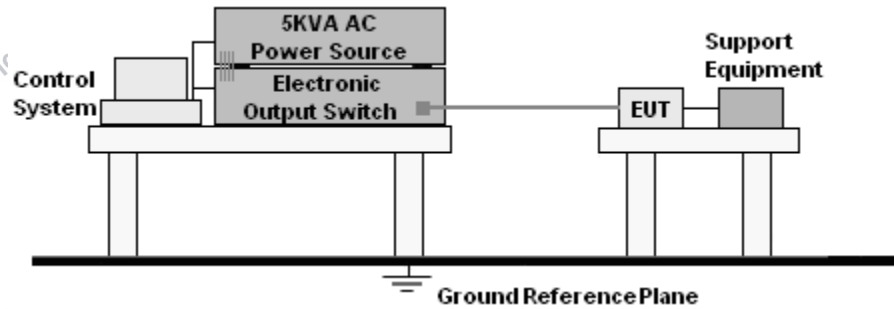 5KVA AC
Power Source
Electronic
Output Switch
Control
System
EUT
Support
Equipment
Ground Reference Plane